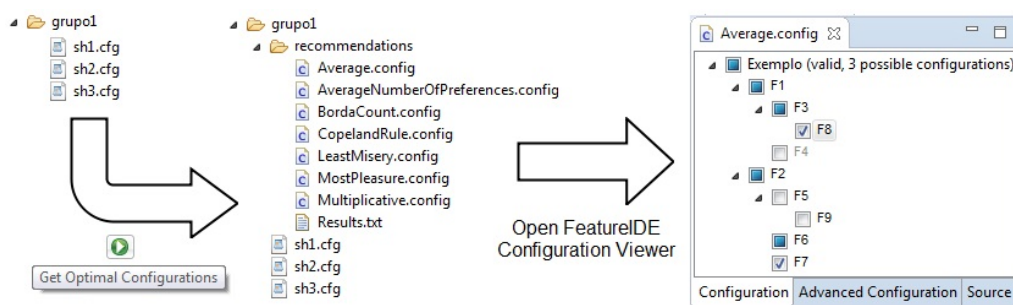 grupo1
sh1.cfg
sh2.cfg
sh3.cfg
Get Optimal Configurations
grupo1
recommendations
Average.config
AverageNumberOfPreferences.config
BordaCount.config
CopelandRule.config
LeastMisery.config
MostPleasure.config
Multiplicative.config
Results.txt
sh1.cfg
sh2.cfg
sh3.cfg
Open FeatureIDE
Configuration Viewer
Average.config
Exemplo (valid, 3 possible configurations)
F1
F3
F8
F4
F2
F5
F9
F6
F7
Configuration Advanced Configuration Source